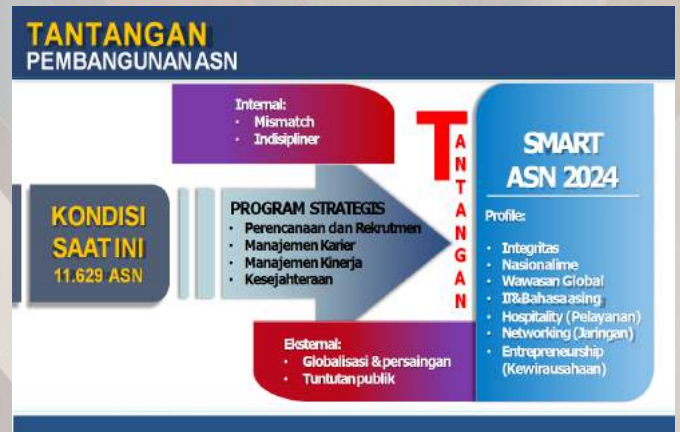 TANTANGAN
PEMBANGUNAN ASN
Internal:
· Mismatch
· Indisipliner
KONDISI
SAAT INI
11.629 ASN
PROGRAM STRATEGIS
· Perencanaan dan Rekrutmen
· Manajemen Karier
· Manajemen Kinerja
· Kesejahteraan
Eksternal:
· Globalisasi & persaingan
· Tuntutan publik
TANTANGAN
SMART
ASN 2024
Profile:
· Integritas
· Nasionalime
· Wawasan Global
· IT&Bahasa asing
· Hospitality (Pelayanan)
· Networking (Jaringan)
· Entrepreneurship
(Kewirausahaan)